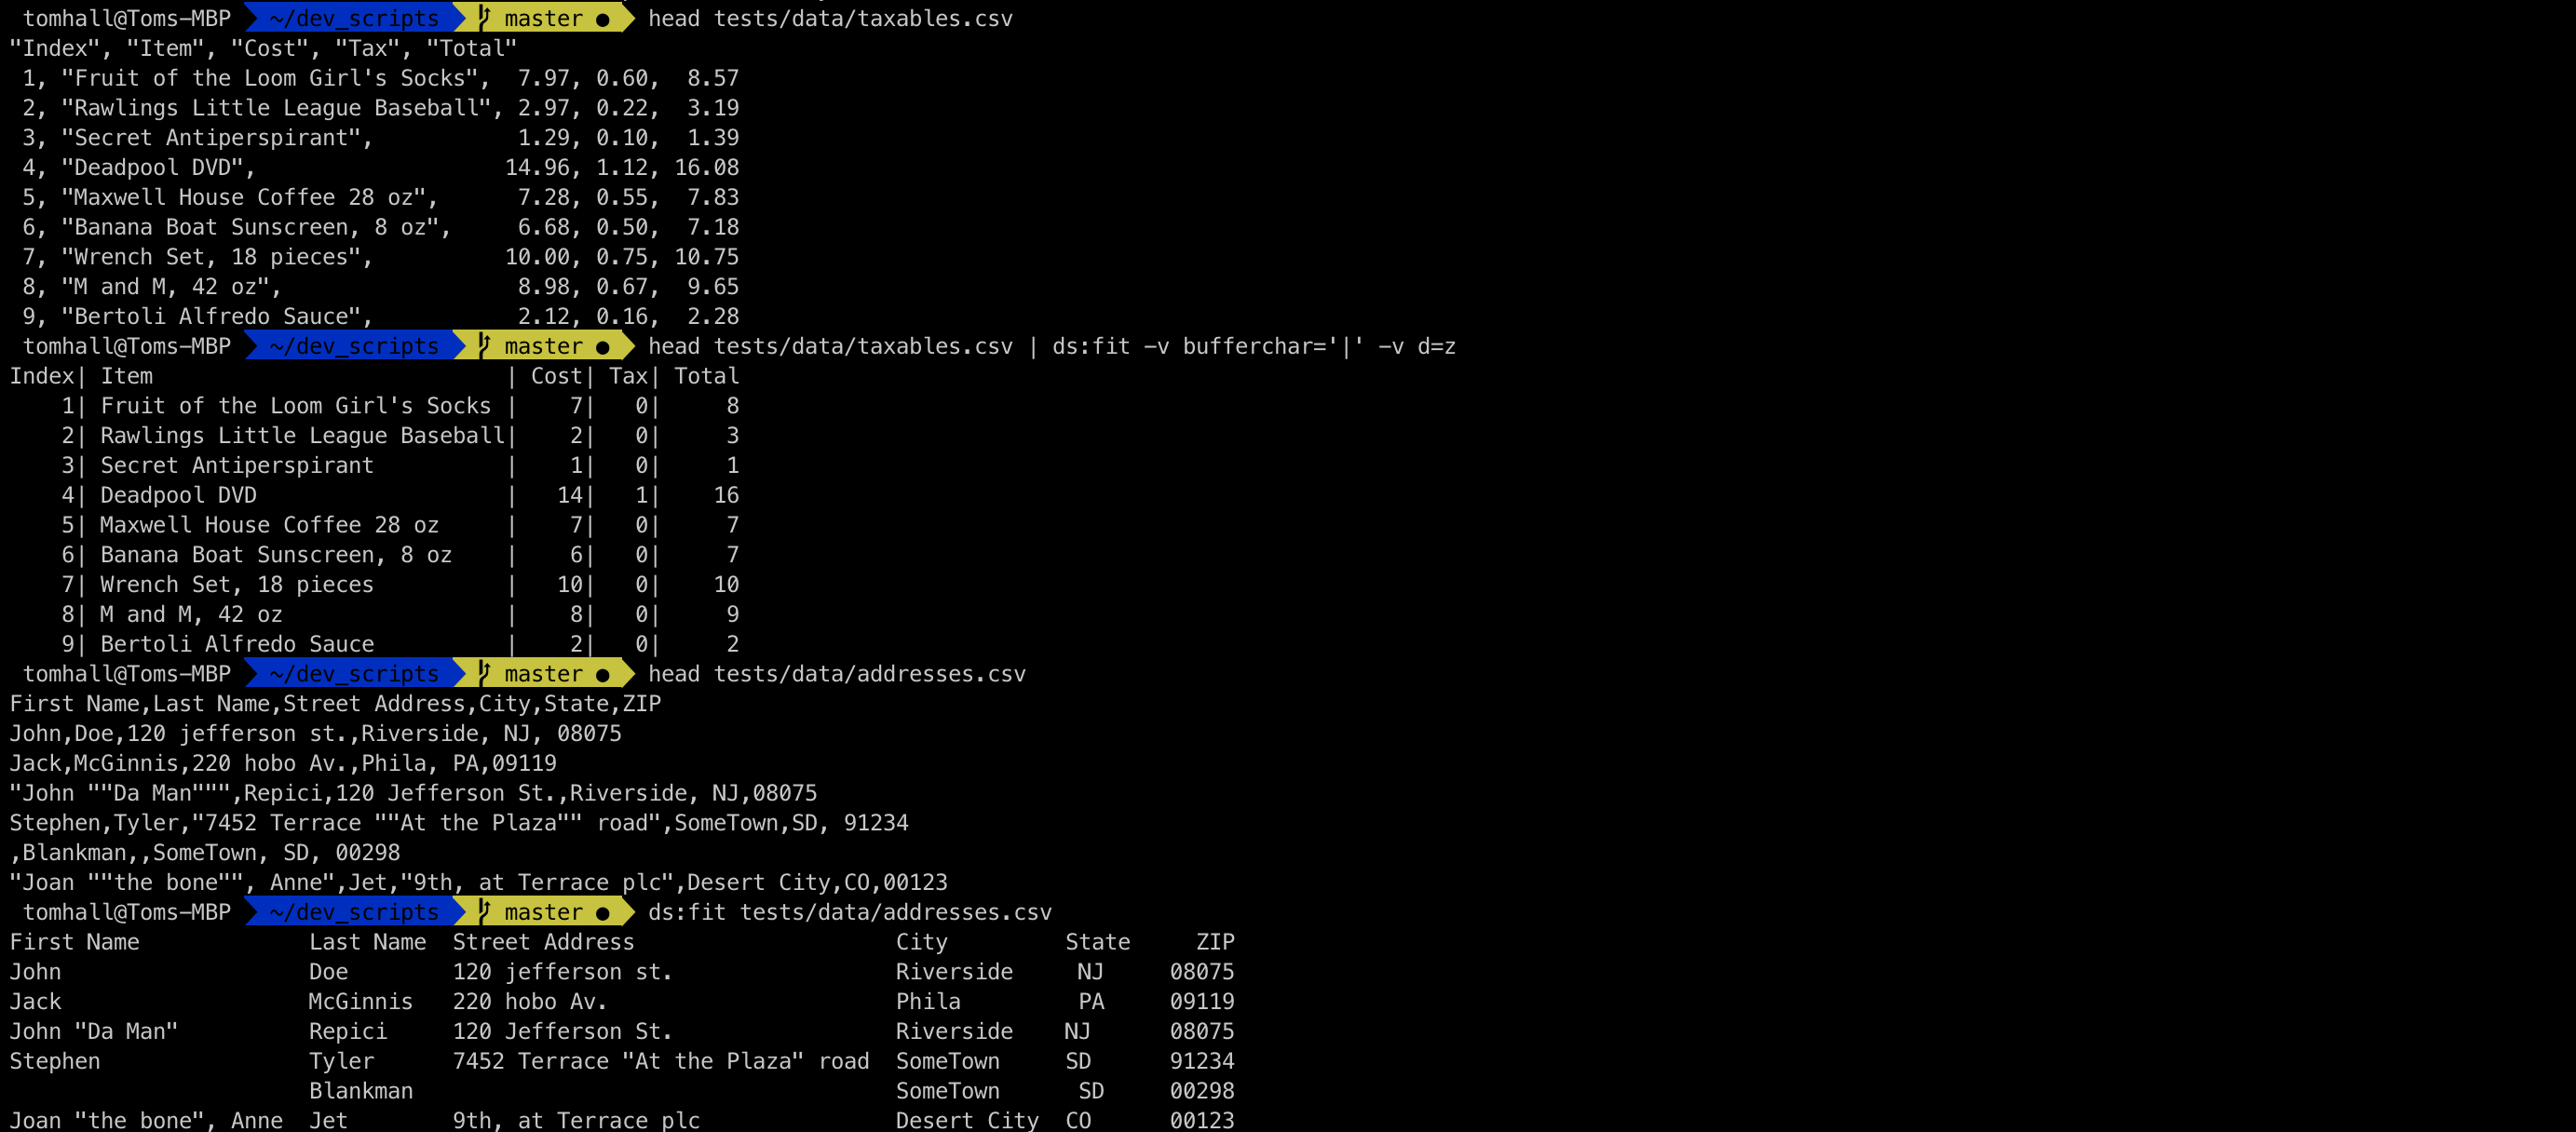 tomhall@Toms-MBP ~/dev_scripts master ● head tests/data/taxables.csv
"Index", "Item", "Cost", "Tax", "Total"
 1, "Fruit of the Loom Girl's Socks",  7.97, 0.60,  8.57
 2, "Rawlings Little League Baseball", 2.97, 0.22,  3.19
 3, "Secret Antiperspirant",           1.29, 0.10,  1.39
 4, "Deadpool DVD",                   14.96, 1.12, 16.08
 5, "Maxwell House Coffee 28 oz",      7.28, 0.55,  7.83
 6, "Banana Boat Sunscreen, 8 oz",     6.68, 0.50,  7.18
 7, "Wrench Set, 18 pieces",          10.00, 0.75, 10.75
 8, "M and M, 42 oz",                  8.98, 0.67,  9.65
 9, "Bertoli Alfredo Sauce",           2.12, 0.16,  2.28
tomhall@Toms-MBP ~/dev_scripts master ● head tests/data/taxables.csv | ds:fit -v bufferchar='|' -v d=z
Index| Item                           | Cost| Tax| Total
    1| Fruit of the Loom Girl's Socks |    7|   0|     8
    2| Rawlings Little League Baseball|    2|   0|     3
    3| Secret Antiperspirant          |    1|   0|     1
    4| Deadpool DVD                   |   14|   1|    16
    5| Maxwell House Coffee 28 oz     |    7|   0|     7
    6| Banana Boat Sunscreen, 8 oz    |    6|   0|     7
    7| Wrench Set, 18 pieces          |   10|   0|    10
    8| M and M, 42 oz                 |    8|   0|     9
    9| Bertoli Alfredo Sauce          |    2|   0|     2
tomhall@Toms-MBP ~/dev_scripts master ● head tests/data/addresses.csv
First Name,Last Name,Street Address,City,State,ZIP
John,Doe,120 jefferson st.,Riverside, NJ, 08075
Jack,McGinnis,220 hobo Av.,Phila, PA,09119
"John ""Da Man""",Repici,120 Jefferson St.,Riverside, NJ,08075
Stephen,Tyler,"7452 Terrace ""At the Plaza"" road",SomeTown,SD, 91234
,Blankman,,SomeTown, SD, 00298
"Joan ""the bone"", Anne",Jet,"9th, at Terrace plc",Desert City,CO,00123
tomhall@Toms-MBP ~/dev_scripts master ● ds:fit tests/data/addresses.csv
First Name             Last Name  Street Address                    City         State     ZIP
John                   Doe        120 jefferson st.                 Riverside     NJ     08075
Jack                   McGinnis   220 hobo Av.                      Phila         PA     09119
John "Da Man"          Repici     120 Jefferson St.                 Riverside    NJ      08075
Stephen                Tyler      7452 Terrace "At the Plaza" road  SomeTown     SD      91234
                       Blankman                                     SomeTown      SD     00298
Joan "the bone", Anne  Jet        9th, at Terrace plc               Desert City  CO      00123